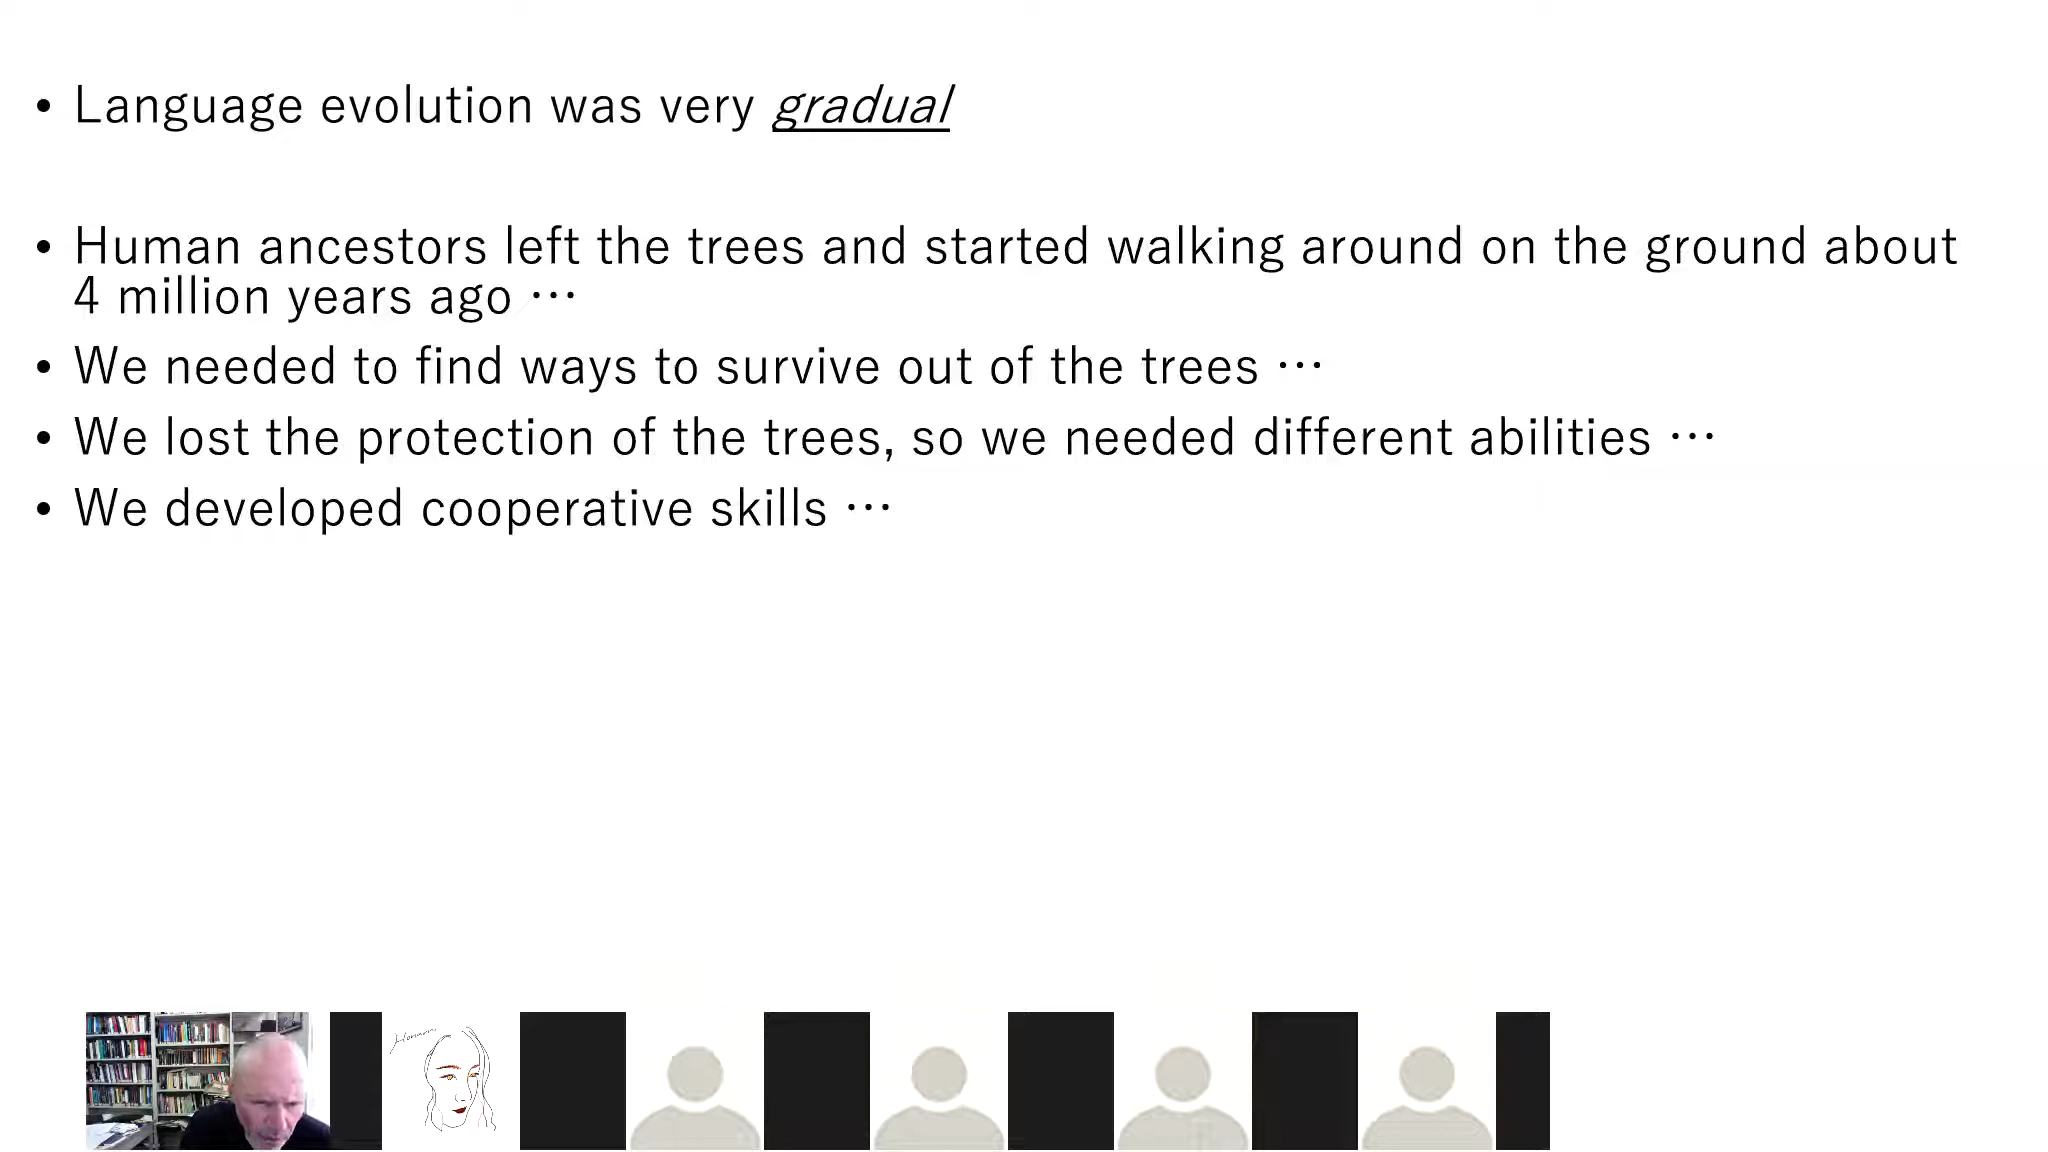 • Language evolution was very gradual
• Human ancestors left the trees and started walking around on the ground about
4 million years ago …
• We needed to find ways to survive out of the trees …
• We lost the protection of the trees, so we needed different abilities …
• We developed cooperative skills …